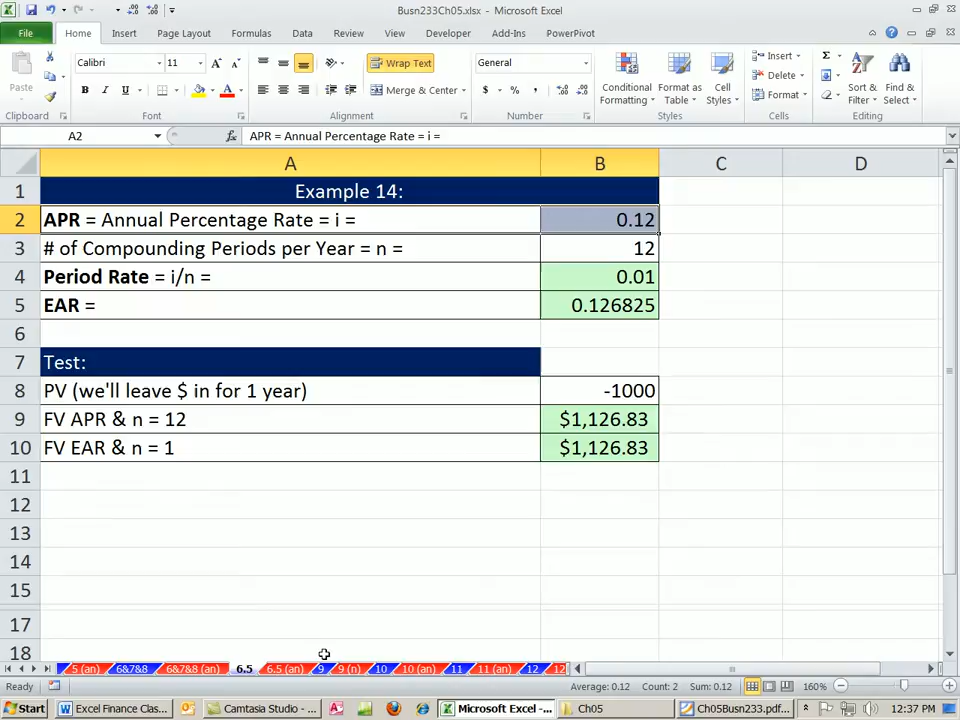 Busn233Ch05.xlsx - Microsoft Excel
File Home Insert Page Layout Formulas Data Review View Developer Add-Ins PowerPivot
Paste
Calibri 11
B I U
Wrap Text
Merge & Center
General
$ % ,
Conditional Formatting
Format as Table
Cell Styles
Insert
Delete
Format
Sort & Filter
Find & Select
Clipboard Font Alignment Number Styles Cells Editing
A2 fx APR = Annual Percentage Rate = i =
A B C D
1 Example 14:
2 APR = Annual Percentage Rate = i = 0.12
3 # of Compounding Periods per Year = n = 12
4 Period Rate = i/n = 0.01
5 EAR = 0.126825
6
7 Test:
8 PV (we'll leave $ in for 1 year) -1000
9 FV APR & n = 12 $1,126.83
10 FV EAR & n = 1 $1,126.83
11
12
13
14
15
17
18
5 (an) 6&7&8 6&7&8 (an) 6.5 6.5 (an) 9 9 (n) 10 10 (an) 11 11 (an) 12 12
Ready Average: 0.12 Count: 2 Sum: 0.12 160%
Start Excel Finance Clas... Camtasia Studio - ... Microsoft Excel -... Ch05 Ch05Busn233.pdf... 12:37 PM